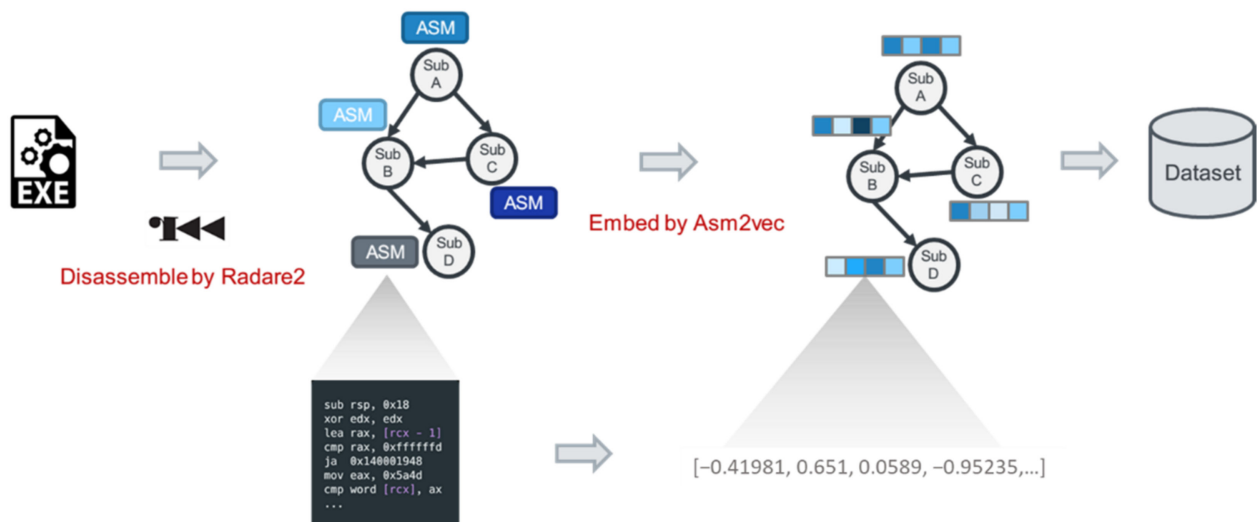 EXE
Disassemble by Radare2
ASM
Sub
A
ASM
Sub
B
Sub
C
ASM
ASM
Sub
D
sub rsp, 0x18
xor edx, edx
lea rax, [rcx - 1]
cmp rax, 0xffffffd
ja 0x140001948
mov eax, 0x5a4d
cmp word [rcx], ax
...
Embed by Asm2vec
Sub
A
Sub
B
Sub
C
Sub
D
[−0.41981, 0.651, 0.0589, −0.95235,...]
Dataset